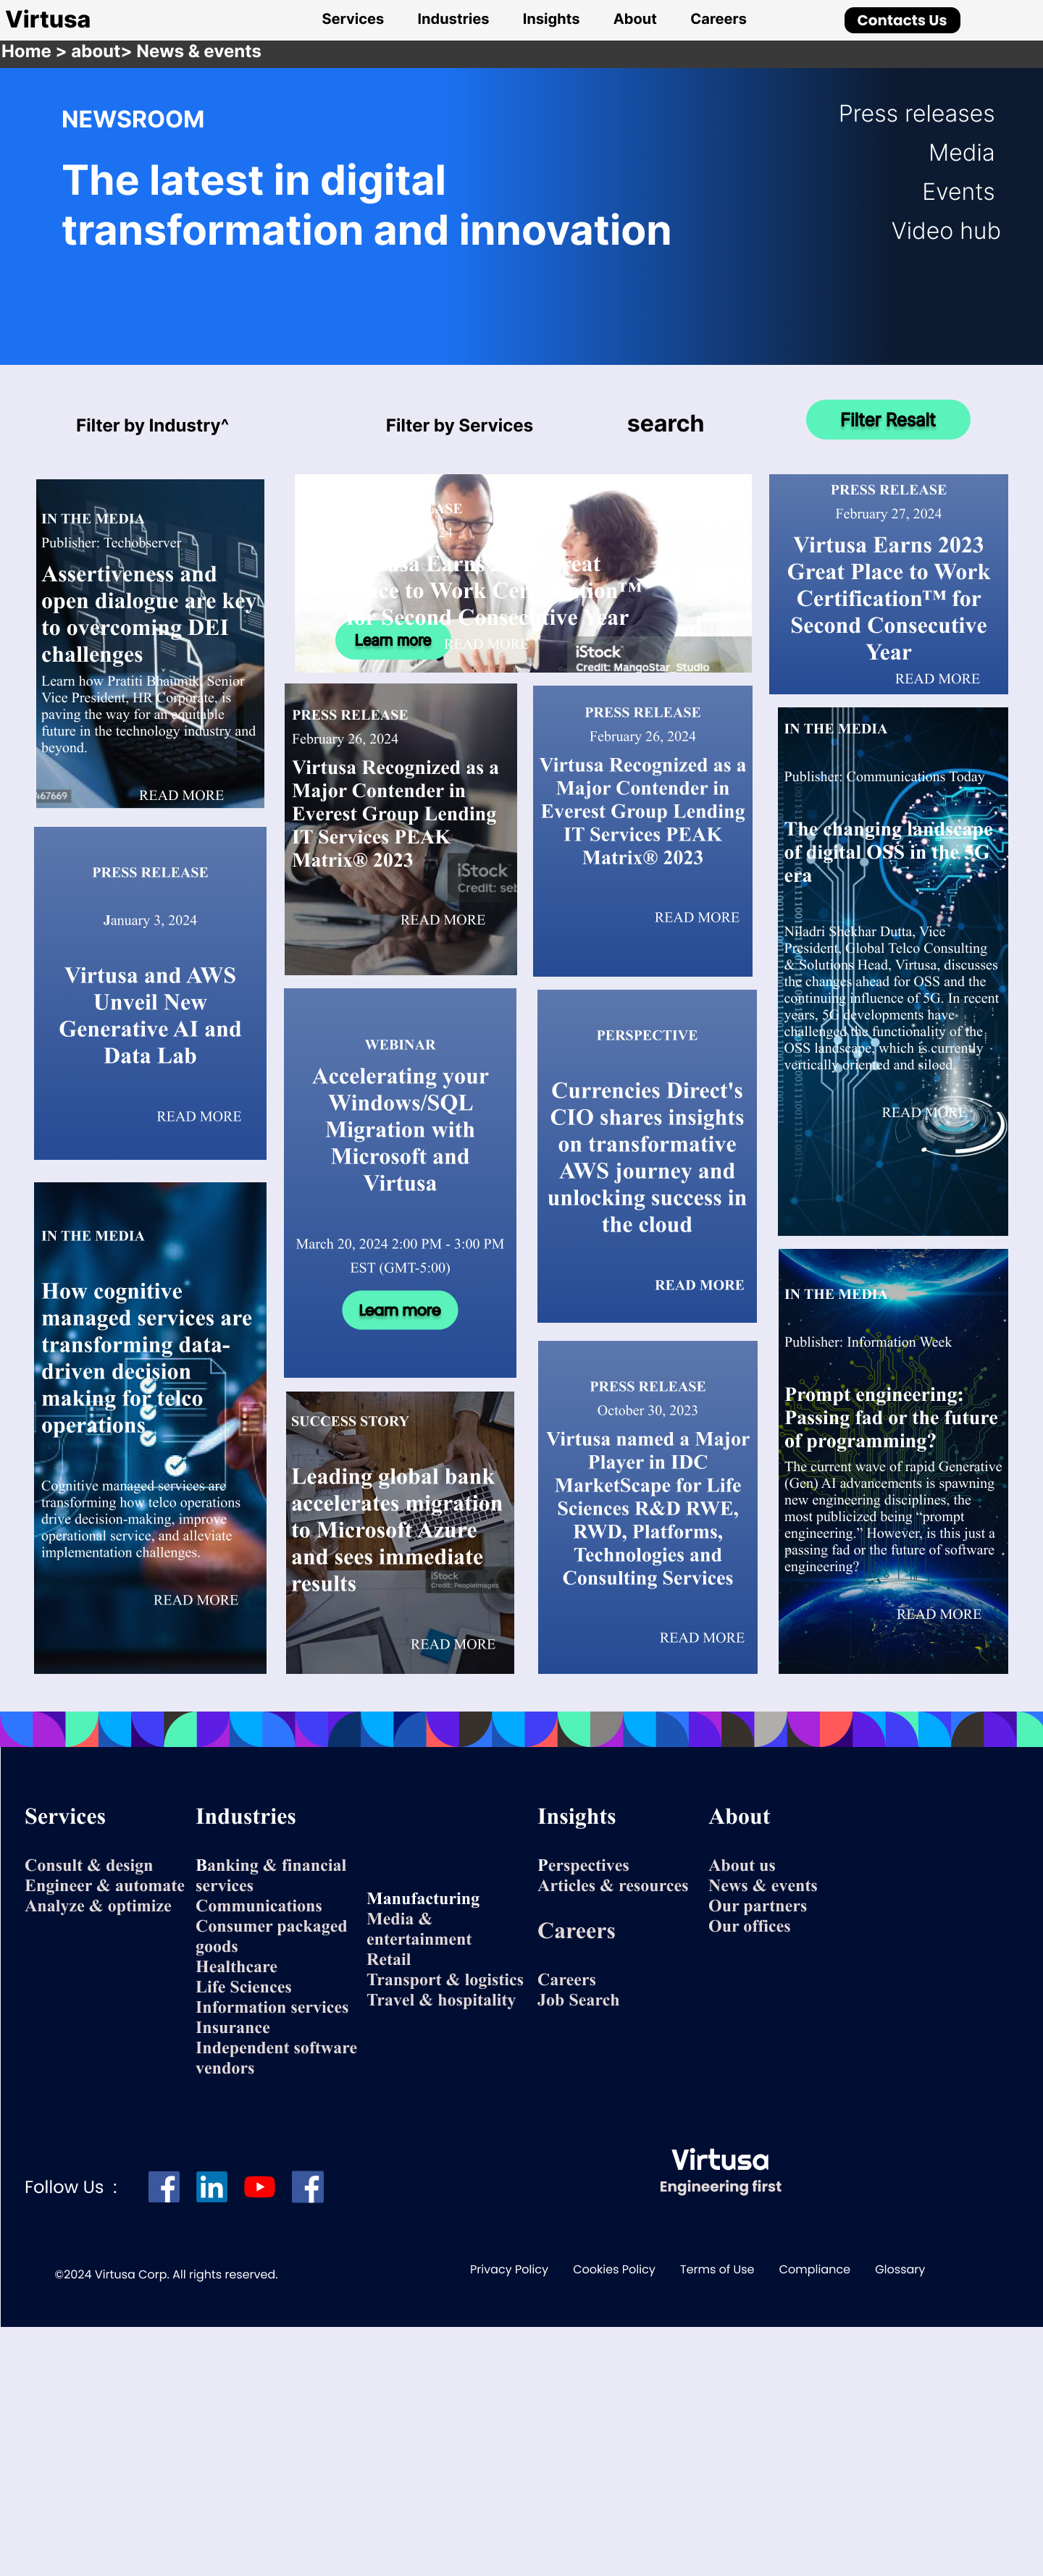 Virtusa
Services Industries Insights About Careers
Contacts Us
Home > about> News & events
NEWSROOM
The latest in digital
transformation and innovation
Press releases
Media
Events
Video hub
Filter by Industry^
Filter by Services
search
Filter Resalt
IN THE MEDIA
Publisher: Techobserver
Assertiveness and
open dialogue are key
to overcoming DEI
challenges
Learn how Pratiti Bhaumik, Senior
Vice President, HR Corporate, is
paving the way for an equitable
future in the technology industry and
beyond.
467669
READ MORE
Earns
to Work
for Second Consecutive Year
Learn more
READ MORE
iStock
Credit: MangoStar_Studio
PRESS RELEASE
February 27, 2024
Virtusa Earns 2023
Great Place to Work
Certification™ for
Second Consecutive
Year
READ MORE
PRESS RELEASE
February 26, 2024
Virtusa Recognized as a
Major Contender in
Everest Group Lending
IT Services PEAK
Matrix® 2023
iStock
Credit: seb
READ MORE
PRESS RELEASE
February 26, 2024
Virtusa Recognized as a
Major Contender in
Everest Group Lending
IT Services PEAK
Matrix® 2023
READ MORE
IN THE MEDIA
Publisher: Communications Today
The changing landscape
of digital OSS in the 5G
era
Niladri Shekhar Dutta, Vice
President, Global Telco Consulting
& Solutions Head, Virtusa, discusses
the changes ahead for OSS and the
continuing influence of 5G. In recent
years, 5G developments have
challenged the functionality of the
OSS landscape, which is currently
vertically oriented and siloed.
READ MORE
PRESS RELEASE
January 3, 2024
Virtusa and AWS
Unveil New
Generative AI and
Data Lab
READ MORE
WEBINAR
Accelerating your
Windows/SQL
Migration with
Microsoft and
Virtusa
March 20, 2024 2:00 PM - 3:00 PM
EST (GMT-5:00)
Learn more
PERSPECTIVE
Currencies Direct's
CIO shares insights
on transformative
AWS journey and
unlocking success in
the cloud
READ MORE
IN THE MEDIA
How cognitive
managed services are
transforming data-
driven decision
making for telco
operations
Cognitive managed services are
transforming how telco operations
drive decision-making, improve
operational service, and alleviate
implementation challenges.
READ MORE
SUCCESS STORY
Leading global bank
accelerates migration
to Microsoft Azure
and sees immediate
results
iStock
Credit: PeopleImages
READ MORE
PRESS RELEASE
October 30, 2023
Virtusa named a Major
Player in IDC
MarketScape for Life
Sciences R&D RWE,
RWD, Platforms,
Technologies and
Consulting Services
READ MORE
IN THE MEDIA
Publisher: Information Week
Prompt engineering:
Passing fad or the future
of programming?
The current wave of rapid Generative
(Gen) AI advancements is spawning
new engineering disciplines, the
most publicized being “prompt
engineering.” However, is this just a
passing fad or the future of software
engineering?
READ MORE
Services
Consult & design
Engineer & automate
Analyze & optimize
Industries
Banking & financial
services
Communications
Consumer packaged
goods
Healthcare
Life Sciences
Information services
Insurance
Independent software
vendors
Manufacturing
Media &
entertainment
Retail
Transport & logistics
Travel & hospitality
Insights
Perspectives
Articles & resources
Careers
Careers
Job Search
About
About us
News & events
Our partners
Our offices
Follow Us :
Virtusa
Engineering first
©2024 Virtusa Corp. All rights reserved.
Privacy Policy Cookies Policy Terms of Use Compliance Glossary